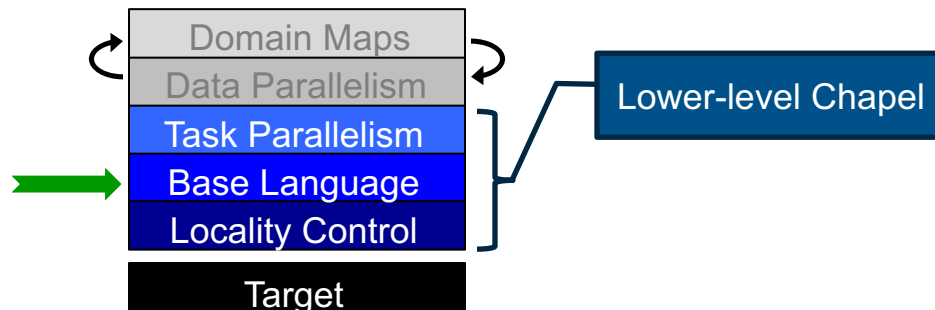 Domain Maps
Data Parallelism
Task Parallelism
Base Language
Locality Control
Target
Lower-level Chapel